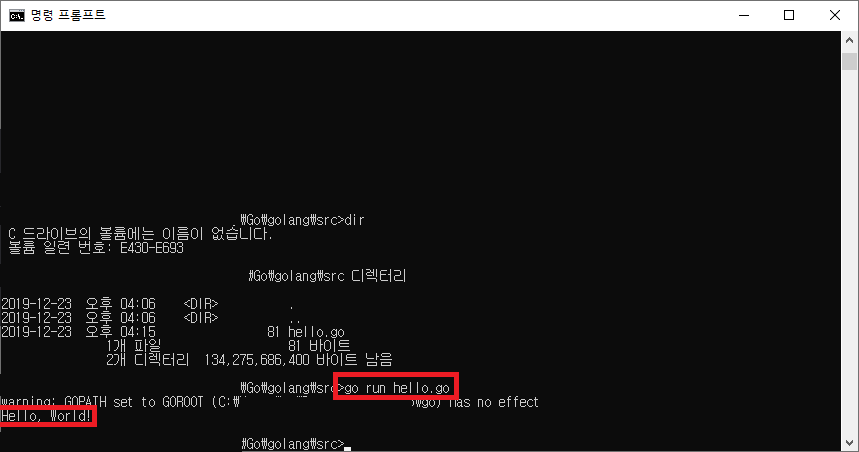 명령 프롬프트
₩Go₩golang₩src>dir
C 드라이브의 볼륨에는 이름이 없습니다.
볼륨 일련 번호: E430-E693
₩Go₩golang₩src 디렉터리
2019-12-23 오후 04:06 <DIR> .
2019-12-23 오후 04:06 <DIR> ..
2019-12-23 오후 04:15 81 hello.go
1개 파일 81 바이트
2개 디렉터리 134,275,686,400 바이트 남음
₩Go₩golang₩src>go run hello.go
warning: GOPATH set to GOROOT (C:₩ ₩go) has no effect
Hello, World!
₩Go₩golang₩src>